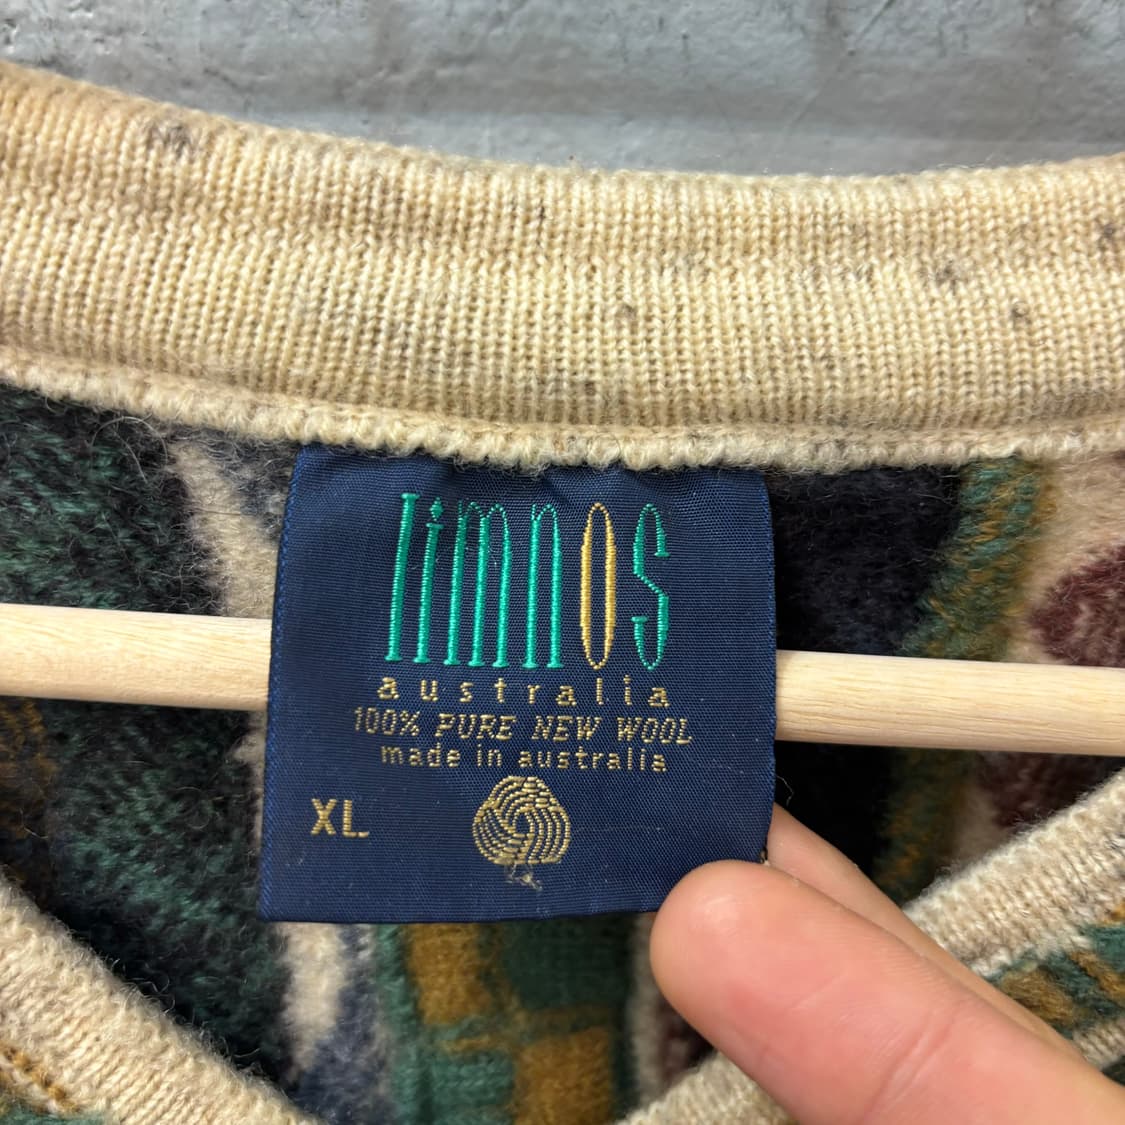 limnos
australia
100% PURE NEW WOOL
made in australia
XL